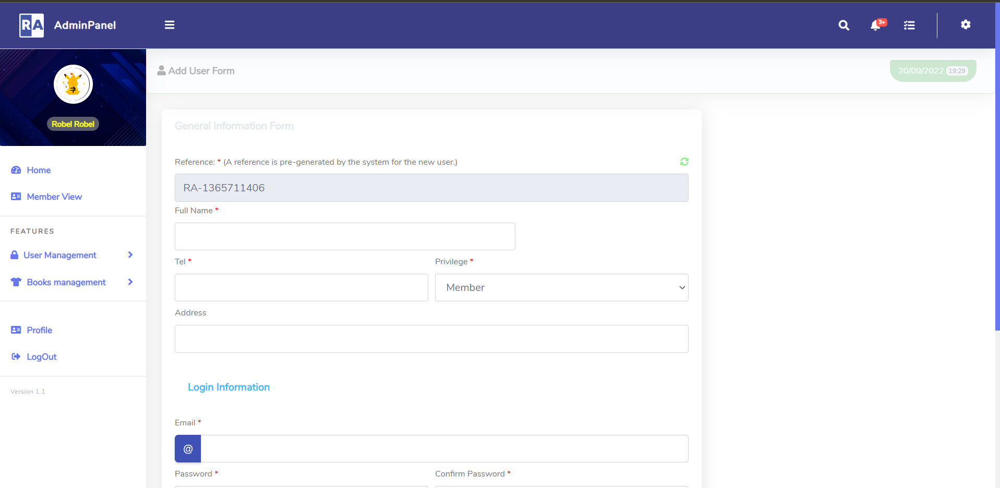 RA AdminPanel
3+
Robel Robel
Add User Form
20/09/2022 19:29
Home
Member View
FEATURES
User Management
Books management
Profile
LogOut
Version 1.1
General Information Form
Reference: * (A reference is pre-generated by the system for the new user.)
RA-1365711406
Full Name *
Tel *
Privilege *
Member
Address
Login Information
Email *
@
Password *
Confirm Password *